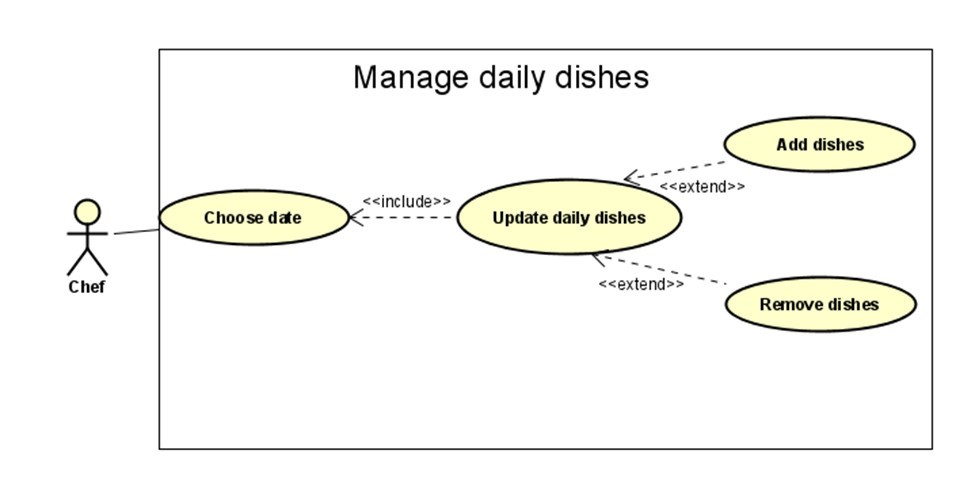 Manage daily dishes
Add dishes
<<extend>>
<<include>>
Choose date
Update daily dishes
Chef
<<extend>>
Remove dishes